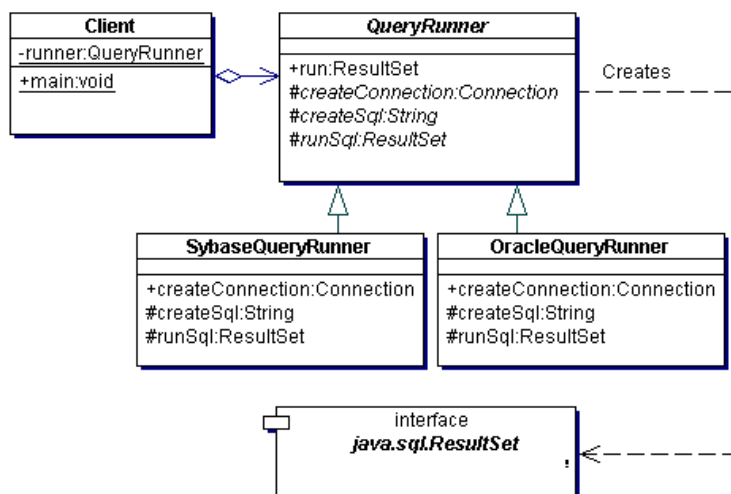 Client
-runner:QueryRunner
+main:void
QueryRunner
+run:ResultSet
#createConnection:Connection
#createSql:String
#runSql:ResultSet
Creates
SybaseQueryRunner
+createConnection:Connection
#createSql:String
#runSql:ResultSet
OracleQueryRunner
+createConnection:Connection
#createSql:String
#runSql:ResultSet
interface
java.sql.ResultSet
!